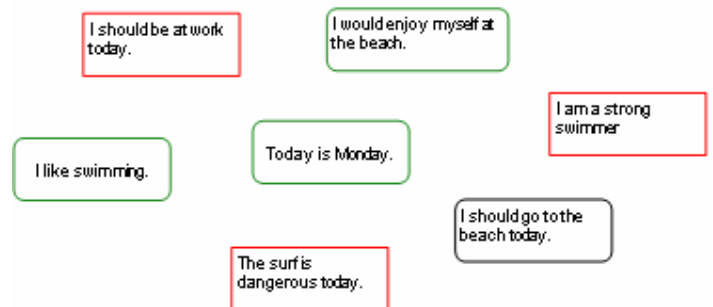 I should be at work
today.
I would enjoy myself at
the beach.
I am a strong
swimmer
I like swimming.
Today is Monday.
I should go to the
beach today.
The surf is
dangerous today.